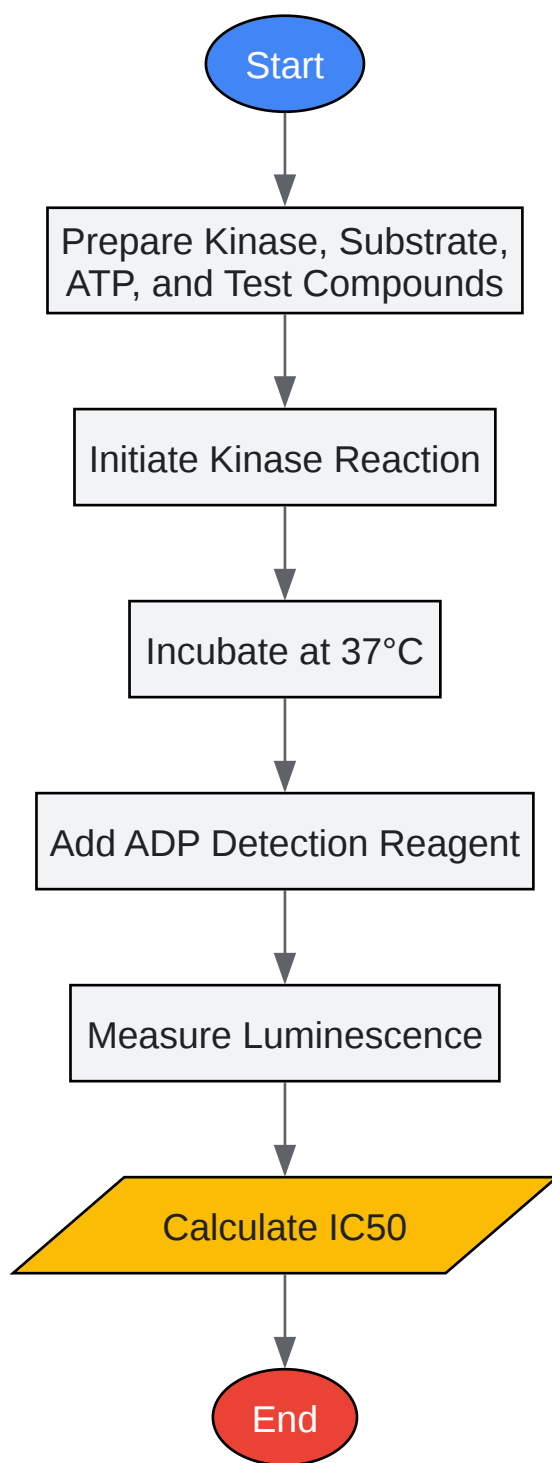 Start
Prepare Kinase, Substrate,
ATP, and Test Compounds
Initiate Kinase Reaction
Incubate at 37°C
Add ADP Detection Reagent
Measure Luminescence
Calculate IC50
End